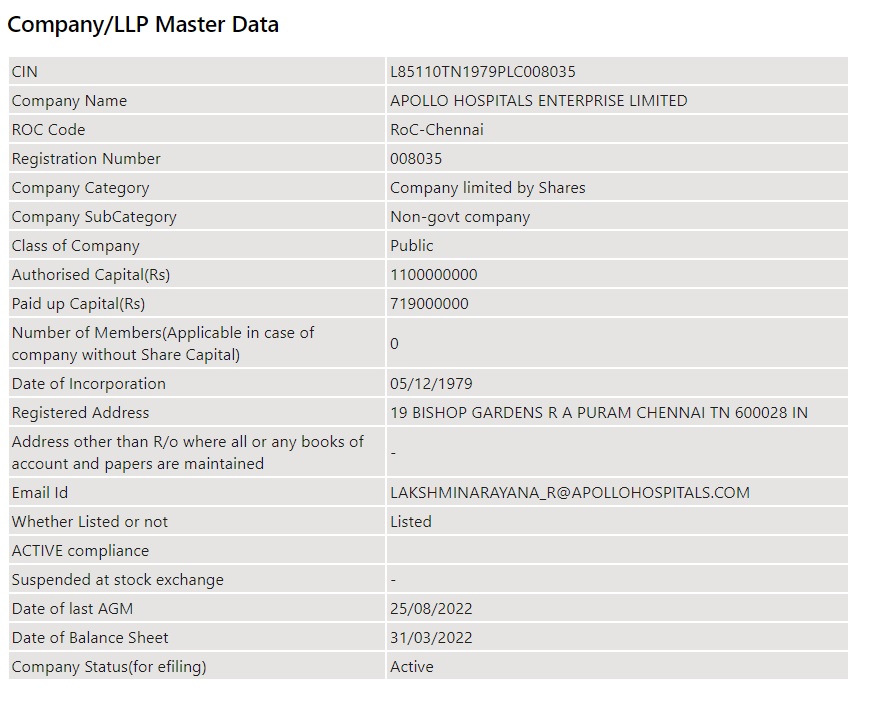 Company/LLP Master Data
CIN L85110TN1979PLC008035
Company Name APOLLO HOSPITALS ENTERPRISE LIMITED
ROC Code RoC-Chennai
Registration Number 008035
Company Category Company limited by Shares
Company SubCategory Non-govt company
Class of Company Public
Authorised Capital(Rs) 1100000000
Paid up Capital(Rs) 719000000
Number of Members(Applicable in case of
company without Share Capital) 0
Date of Incorporation 05/12/1979
Registered Address 19 BISHOP GARDENS R A PURAM CHENNAI TN 600028 IN
Address other than R/o where all or any books of
account and papers are maintained -
Email Id LAKSHMINARAYANA_R@APOLLOHOSPITALS.COM
Whether Listed or not Listed
ACTIVE compliance
Suspended at stock exchange -
Date of last AGM 25/08/2022
Date of Balance Sheet 31/03/2022
Company Status(for efiling) Active